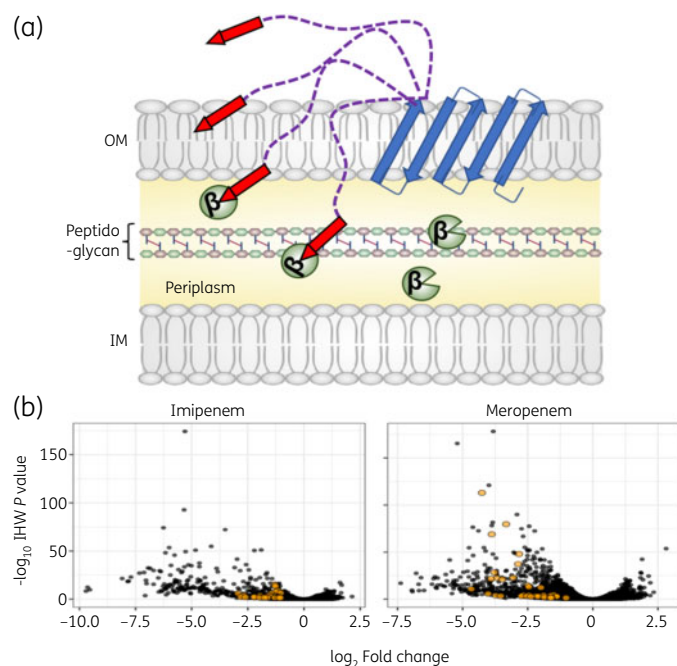 (a)
OM
β
Peptido
-glycan
β
β
Periplasm
β
IM
(b)
Imipenem
Meropenem
-log10 IHW P value
150
100
50
0
−10.0 −7.5 −5.0 −2.5 0 2.5
−7.5 −5.0 −2.5 0 2.5
log2 Fold change